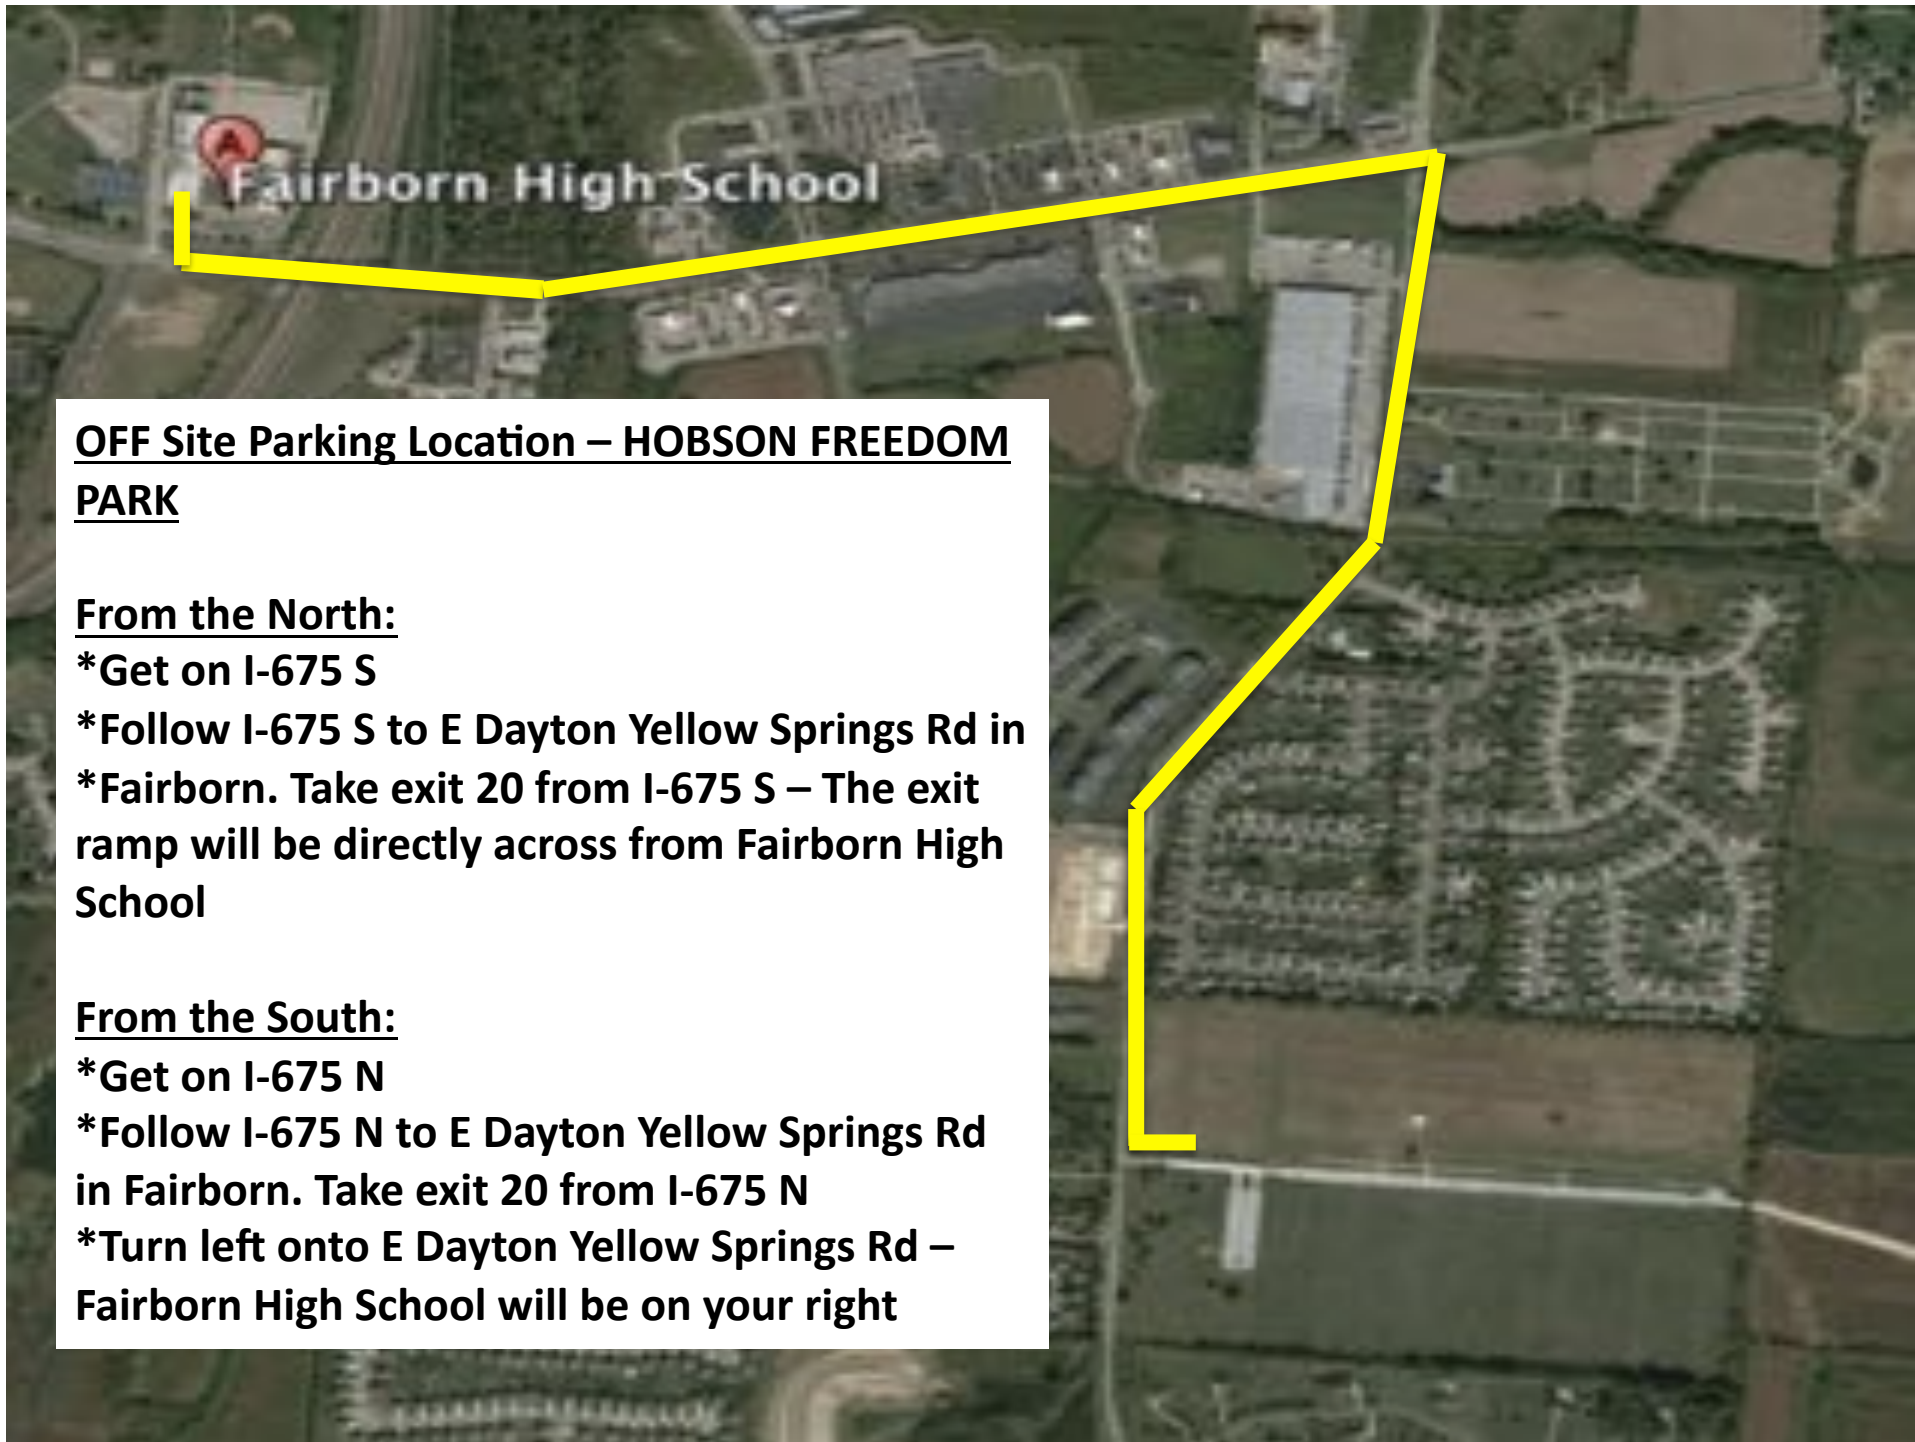 A
Fairborn High School
OFF Site Parking Location – HOBSON FREEDOM
PARK
From the North:
*Get on I-675 S
*Follow I-675 S to E Dayton Yellow Springs Rd in
*Fairborn. Take exit 20 from I-675 S – The exit
ramp will be directly across from Fairborn High
School
From the South:
*Get on I-675 N
*Follow I-675 N to E Dayton Yellow Springs Rd
in Fairborn. Take exit 20 from I-675 N
*Turn left onto E Dayton Yellow Springs Rd –
Fairborn High School will be on your right